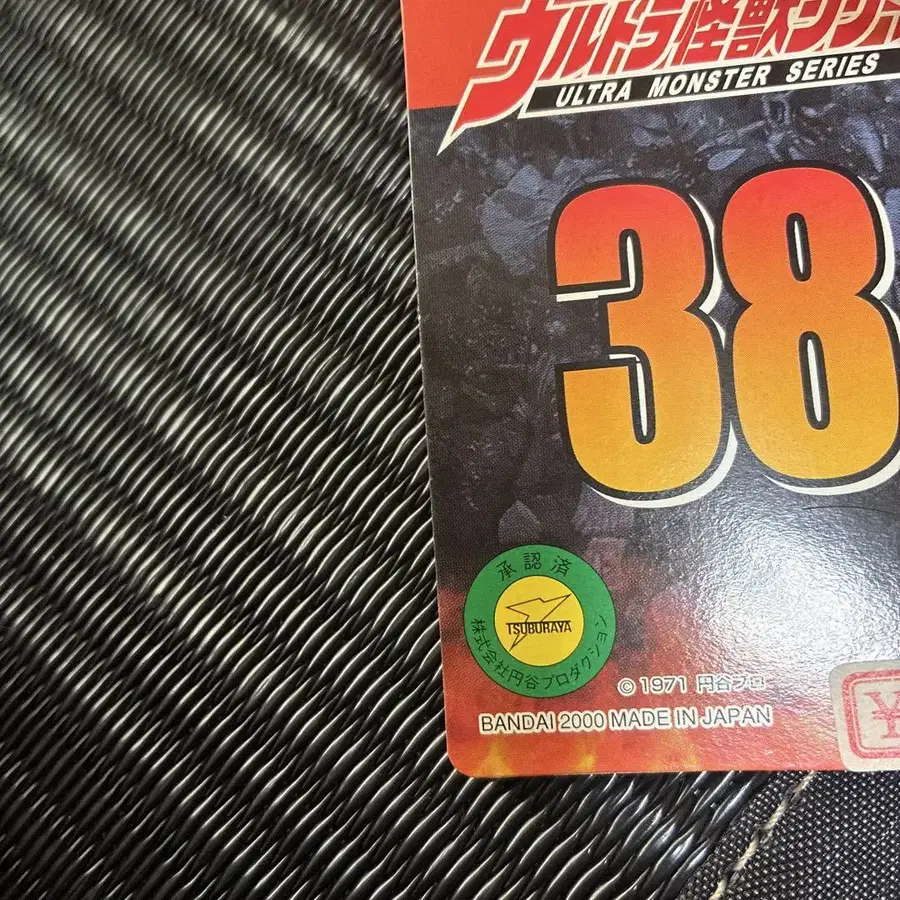 ウルトラ怪獣シリ
ULTRA MONSTER SERIES
38
承認済
TSUBURAYA
株式会社円谷プロダクション
© 1971 円谷プロ
BANDAI 2000 MADE IN JAPAN
¥